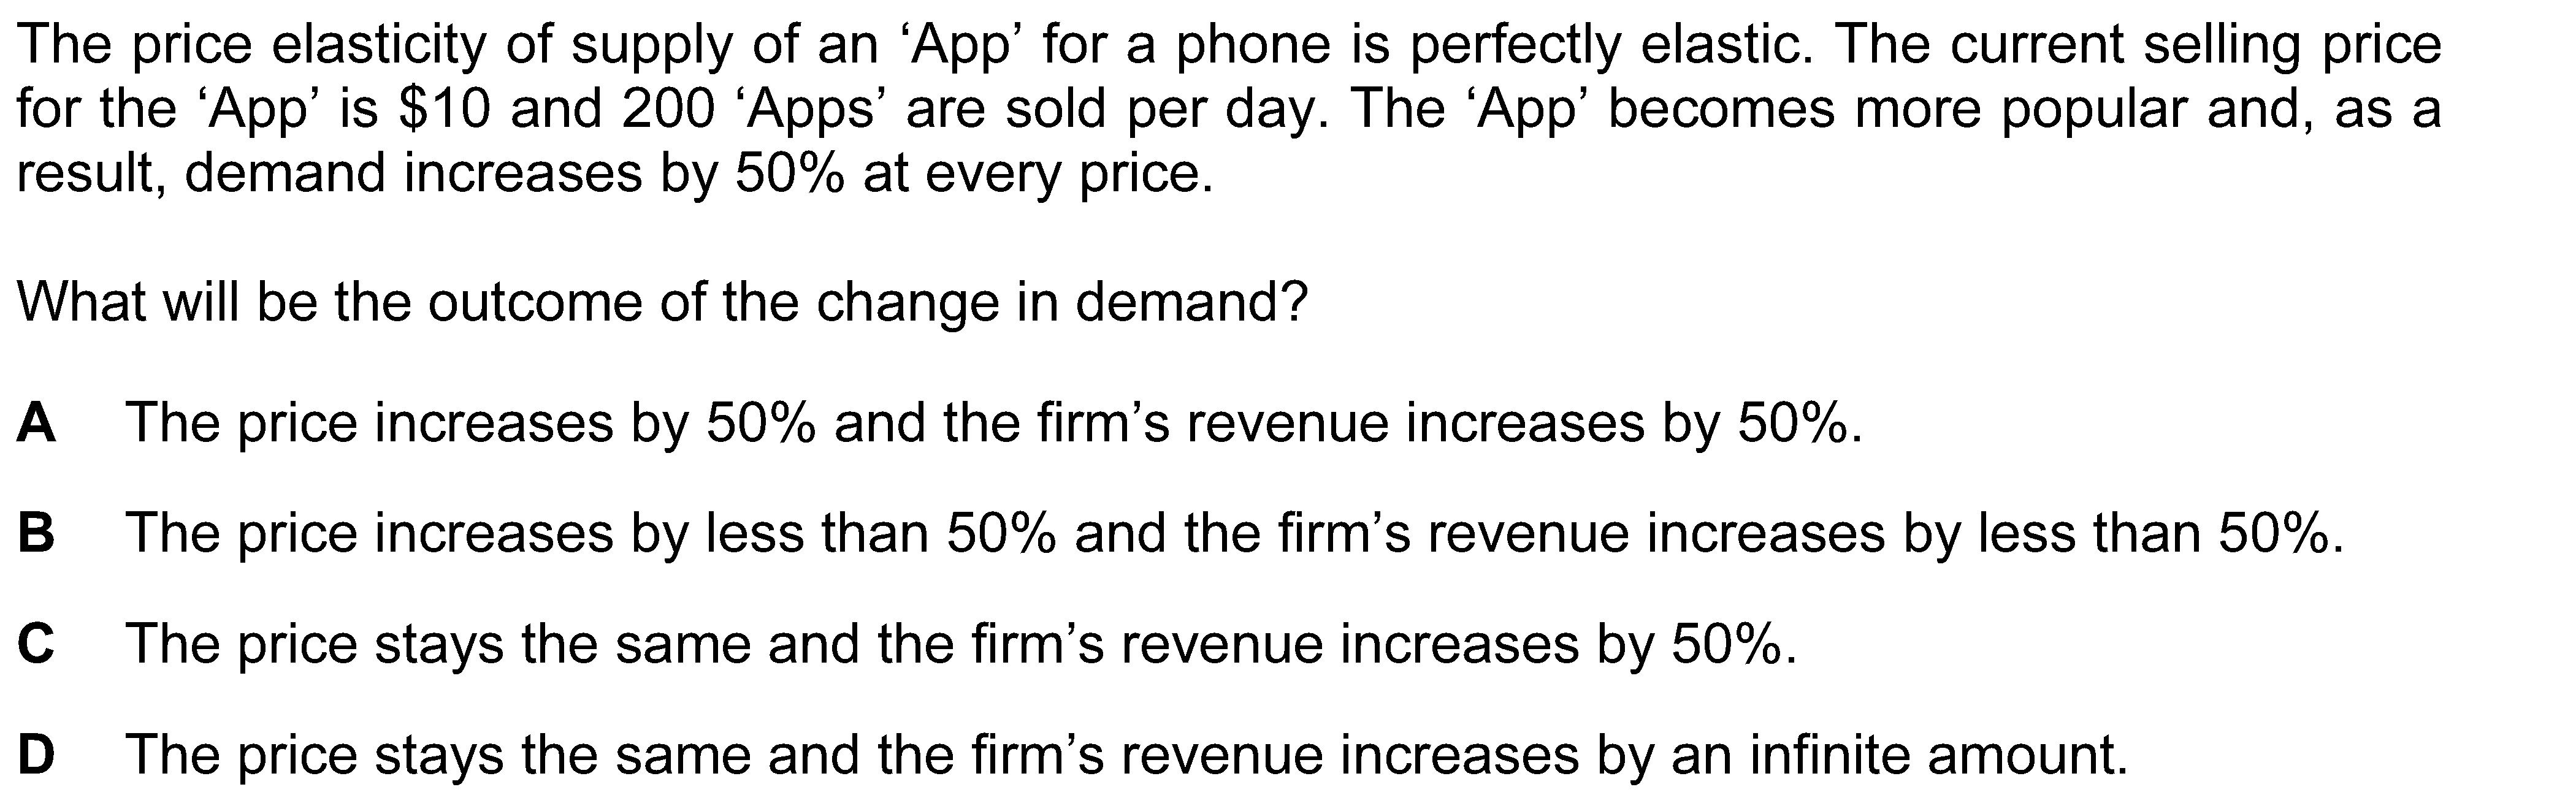 The price elasticity of supply of an ‘App’ for a phone is perfectly elastic. The current selling price
for the ‘App’ is $10 and 200 ‘Apps’ are sold per day. The ‘App’ becomes more popular and, as a
result, demand increases by 50% at every price.
What will be the outcome of the change in demand?
A The price increases by 50% and the firm’s revenue increases by 50%.
B The price increases by less than 50% and the firm’s revenue increases by less than 50%.
C The price stays the same and the firm’s revenue increases by 50%.
D The price stays the same and the firm’s revenue increases by an infinite amount.